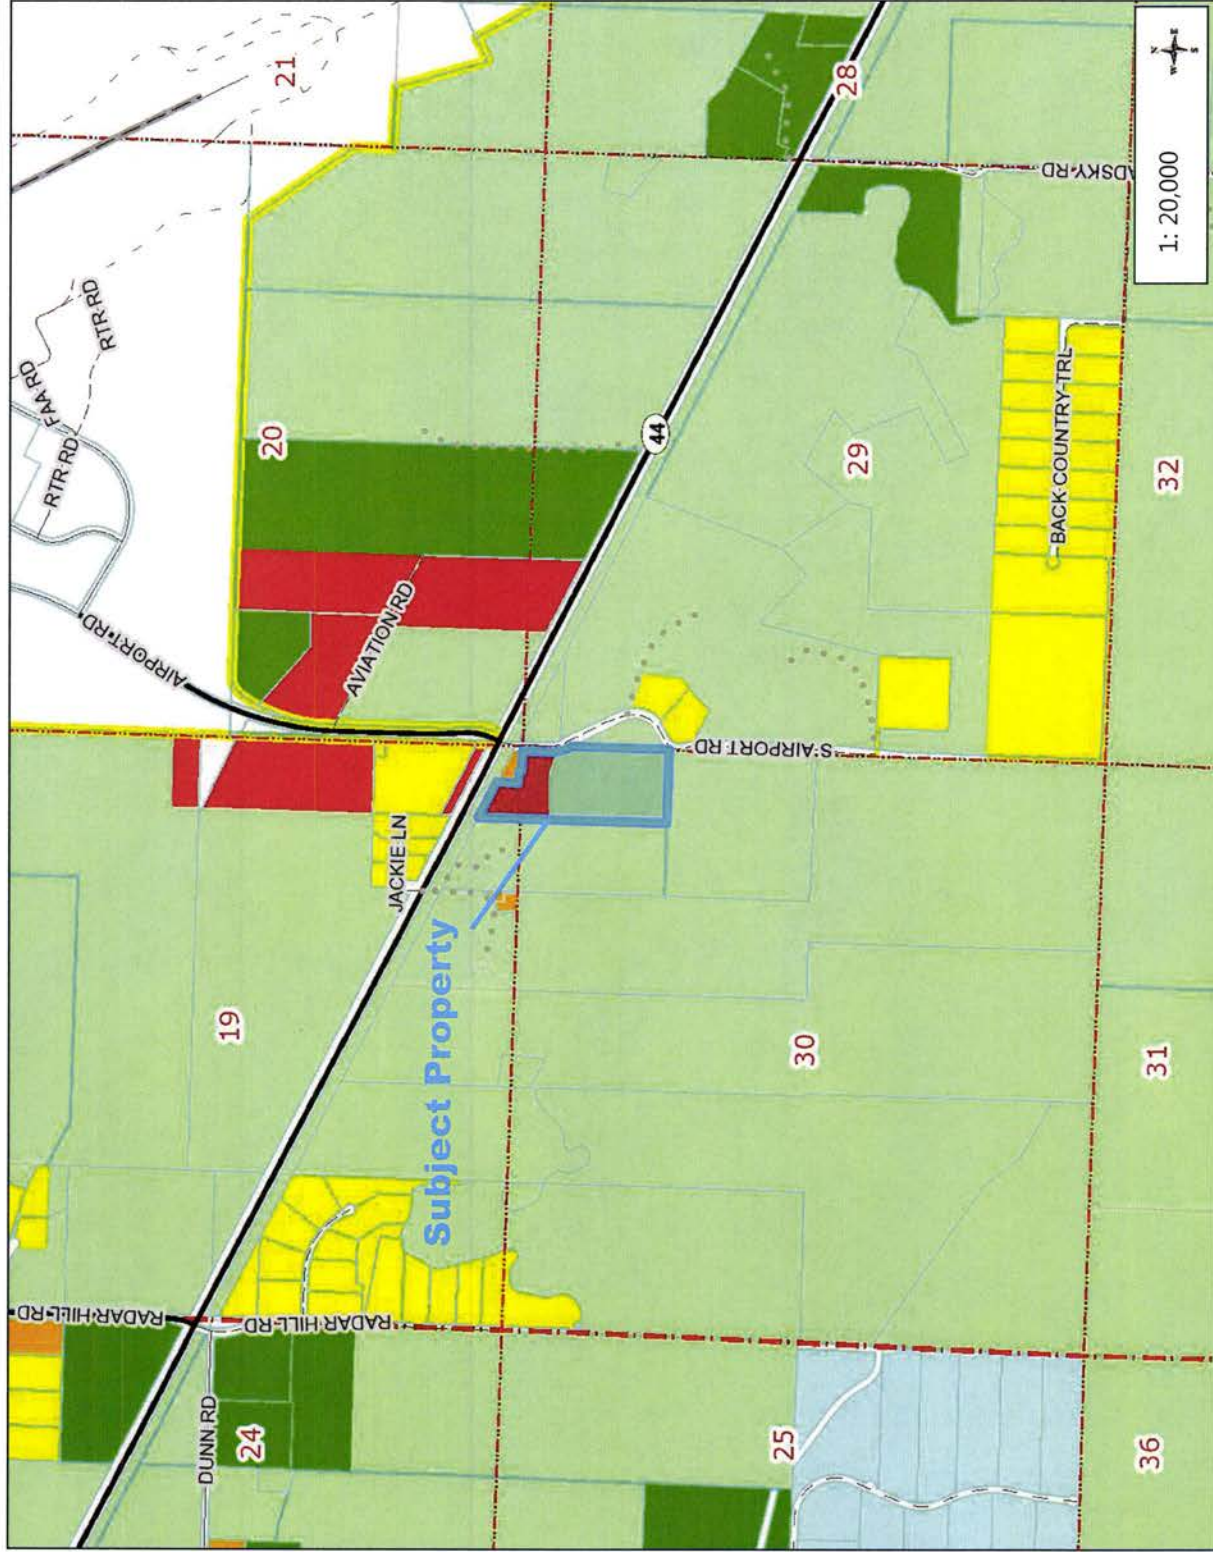 RADAR HILL RD
FAA RD
RTR RD
RTR RD
AIRPORT RD
21
20
DUNN RD
RADAR HILL RD
24
19
JACKIE LN
AVIATION RD
Subject Property
44
S AIRPORT RD
28
25
30
29
ADSKY RD
BACK COUNTRY TRL
36
31
32
1: 20,000
N
W E
S